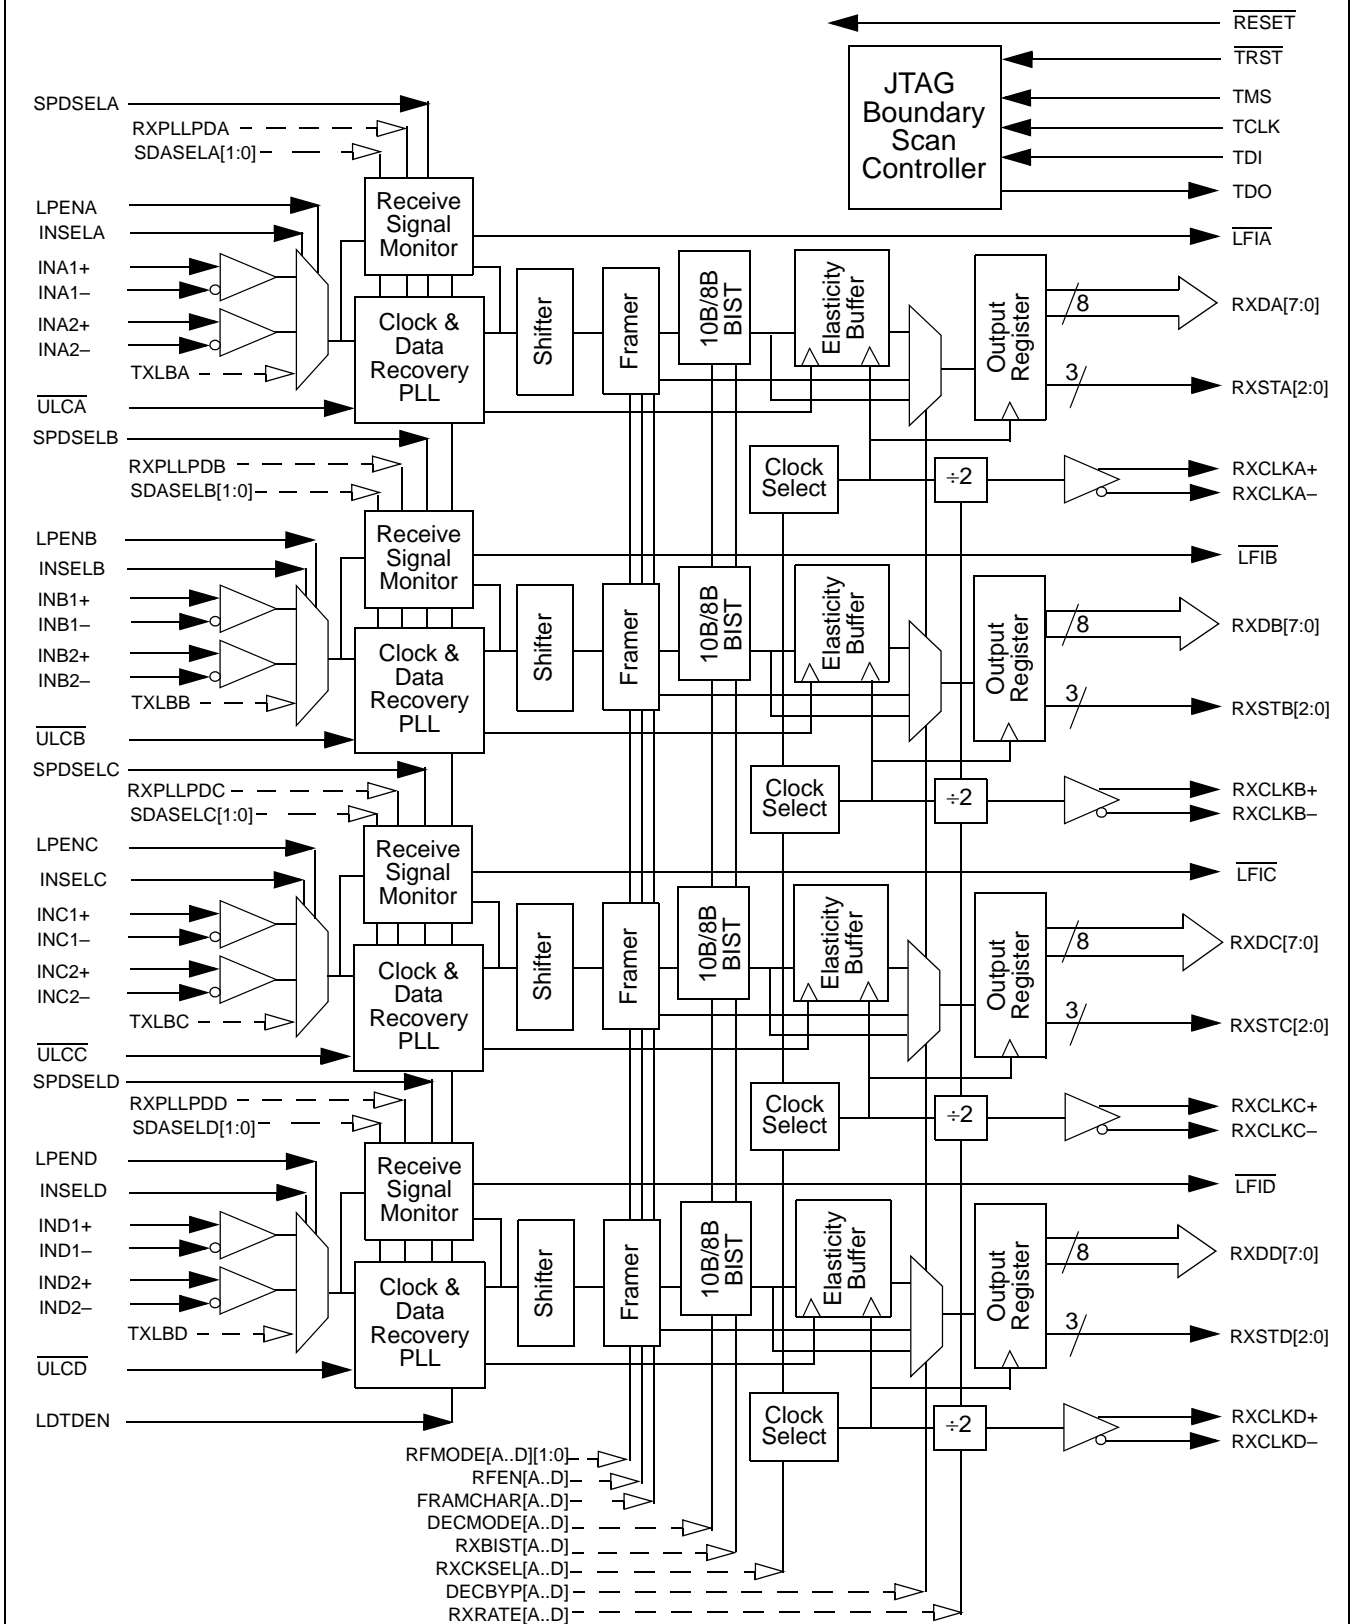 RESET
TRST
TMS
TCLK
TDI
TDO
JTAG
Boundary
Scan
Controller
SPDSELA
RXPLLPDA
SDASELA[1:0]
LPENA
INSELA
INA1+
INA1–
INA2+
INA2–
TXLBA
ULCA
Receive
Signal
Monitor
Clock &
Data
Recovery
PLL
Shifter
Framer
10B/8B
BIST
Elasticity
Buffer
Output
Register
Clock
Select
÷2
8
3
LFIA
RXDA[7:0]
RXSTA[2:0]
RXCLKA+
RXCLKA–
SPDSELB
RXPLLPDB
SDASELB[1:0]
LPENB
INSELB
INB1+
INB1–
INB2+
INB2–
TXLBB
ULCB
Receive
Signal
Monitor
Clock &
Data
Recovery
PLL
Shifter
Framer
10B/8B
BIST
Elasticity
Buffer
Output
Register
Clock
Select
÷2
8
3
LFIB
RXDB[7:0]
RXSTB[2:0]
RXCLKB+
RXCLKB–
SPDSELC
RXPLLPDC
SDASELC[1:0]
LPENC
INSELC
INC1+
INC1–
INC2+
INC2–
TXLBC
ULCC
Receive
Signal
Monitor
Clock &
Data
Recovery
PLL
Shifter
Framer
10B/8B
BIST
Elasticity
Buffer
Output
Register
Clock
Select
÷2
8
3
LFIC
RXDC[7:0]
RXSTC[2:0]
RXCLKC+
RXCLKC–
SPDSELD
RXPLLPDD
SDASELD[1:0]
LPEND
INSELD
IND1+
IND1–
IND2+
IND2–
TXLBD
ULCD
LDTDEN
Receive
Signal
Monitor
Clock &
Data
Recovery
PLL
Shifter
Framer
10B/8B
BIST
Elasticity
Buffer
Output
Register
Clock
Select
÷2
8
3
LFID
RXDD[7:0]
RXSTD[2:0]
RXCLKD+
RXCLKD–
RFMODE[A..D][1:0]
RFEN[A..D]
FRAMCHAR[A..D]
DECMODE[A..D]
RXBIST[A..D]
RXCKSEL[A..D]
DECBYP[A..D]
RXRATE[A..D]